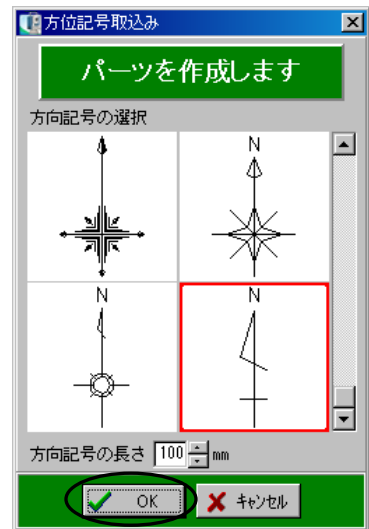 方位記号取込み
パーツを作成します
方向記号の選択
N
N
N
方向記号の長さ 100 mm
OK キャンセル